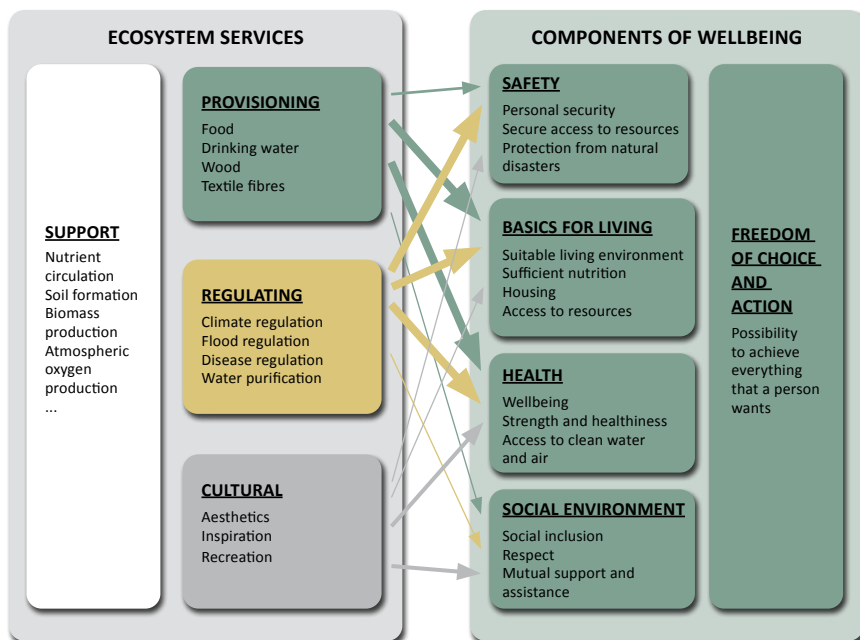 ECOSYSTEM SERVICES
SUPPORT
Nutrient
circulation
Soil formation
Biomass
production
Atmospheric
oxygen
production
...
PROVISIONING
Food
Drinking water
Wood
Textile fibres
REGULATING
Climate regulation
Flood regulation
Disease regulation
Water purification
CULTURAL
Aesthetics
Inspiration
Recreation
COMPONENTS OF WELLBEING
SAFETY
Personal security
Secure access to resources
Protection from natural
disasters
BASICS FOR LIVING
Suitable living environment
Sufficient nutrition
Housing
Access to resources
HEALTH
Wellbeing
Strength and healthiness
Access to clean water
and air
SOCIAL ENVIRONMENT
Social inclusion
Respect
Mutual support and
assistance
FREEDOM
OF CHOICE
AND
ACTION
Possibility
to achieve
everything
that a person
wants